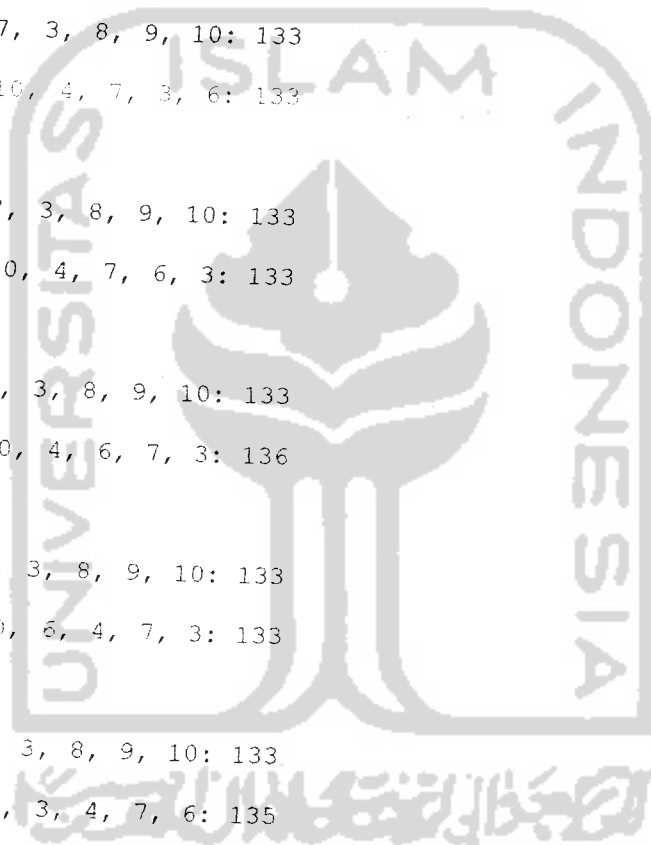 7, 3, 8, 9, 10: 133
10, 4, 7, 3, 6: 133
, 3, 8, 9, 10: 133
0, 4, 7, 6, 3: 133
, 3, 8, 9, 10: 133
0, 4, 6, 7, 3: 136
3, 8, 9, 10: 133
, 6, 4, 7, 3: 133
3, 8, 9, 10: 133
, 3, 4, 7, 6: 135
UNIVERSITAS
ISLAM
INDONESIA